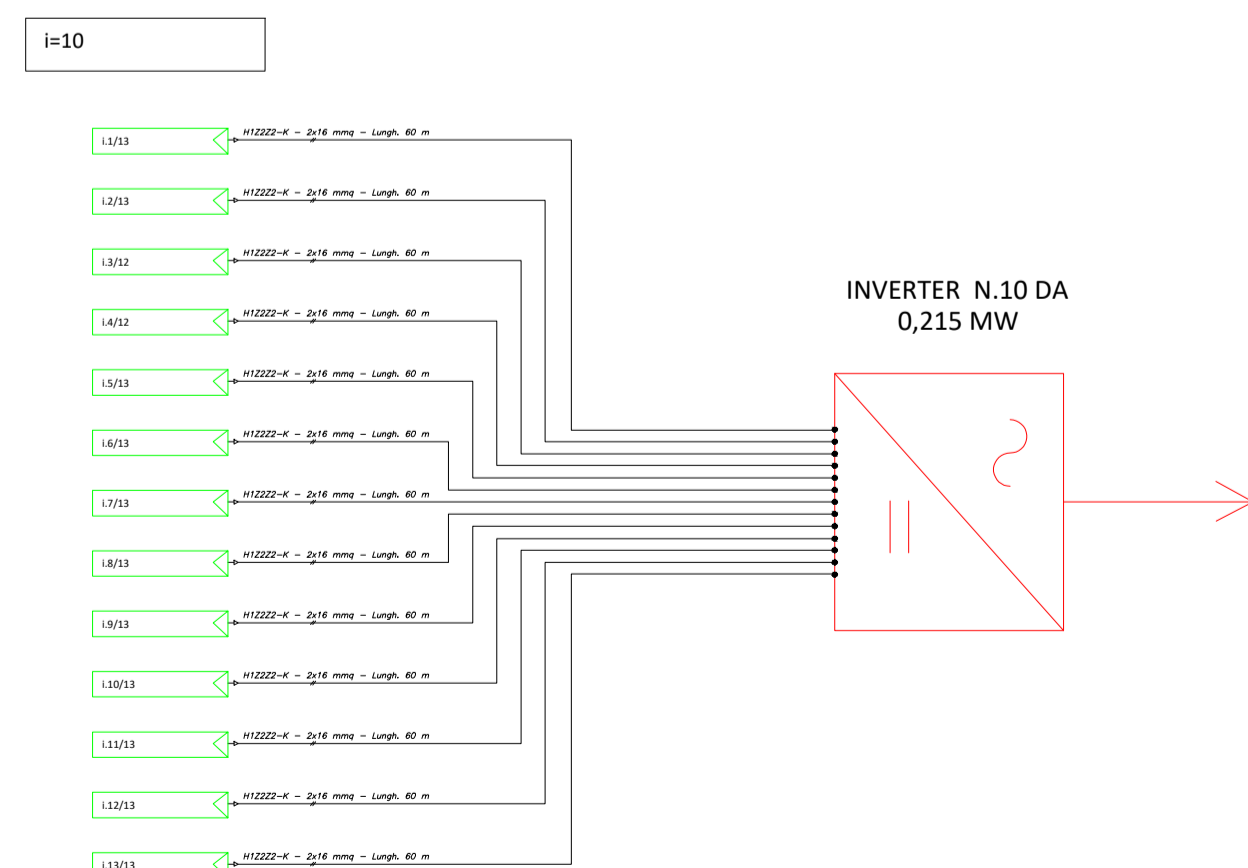 i=10
i.1/13
H1Z2Z2-K - 2x16 mmq - Lungh. 60 m
i.2/13
H1Z2Z2-K - 2x16 mmq - Lungh. 60 m
i.3/12
H1Z2Z2-K - 2x16 mmq - Lungh. 60 m
INVERTER N.10 DA
0,215 MW
i.4/12
H1Z2Z2-K - 2x16 mmq - Lungh. 60 m
i.5/13
H1Z2Z2-K - 2x16 mmq - Lungh. 60 m
i.6/13
H1Z2Z2-K - 2x16 mmq - Lungh. 60 m
i.7/13
H1Z2Z2-K - 2x16 mmq - Lungh. 60 m
i.8/13
H1Z2Z2-K - 2x16 mmq - Lungh. 60 m
i.9/13
H1Z2Z2-K - 2x16 mmq - Lungh. 60 m
i.10/13
H1Z2Z2-K - 2x16 mmq - Lungh. 60 m
i.11/13
H1Z2Z2-K - 2x16 mmq - Lungh. 60 m
i.12/13
H1Z2Z2-K - 2x16 mmq - Lungh. 60 m
i.13/13
H1Z2Z2-K - 2x16 mmq - Lungh. 60 m